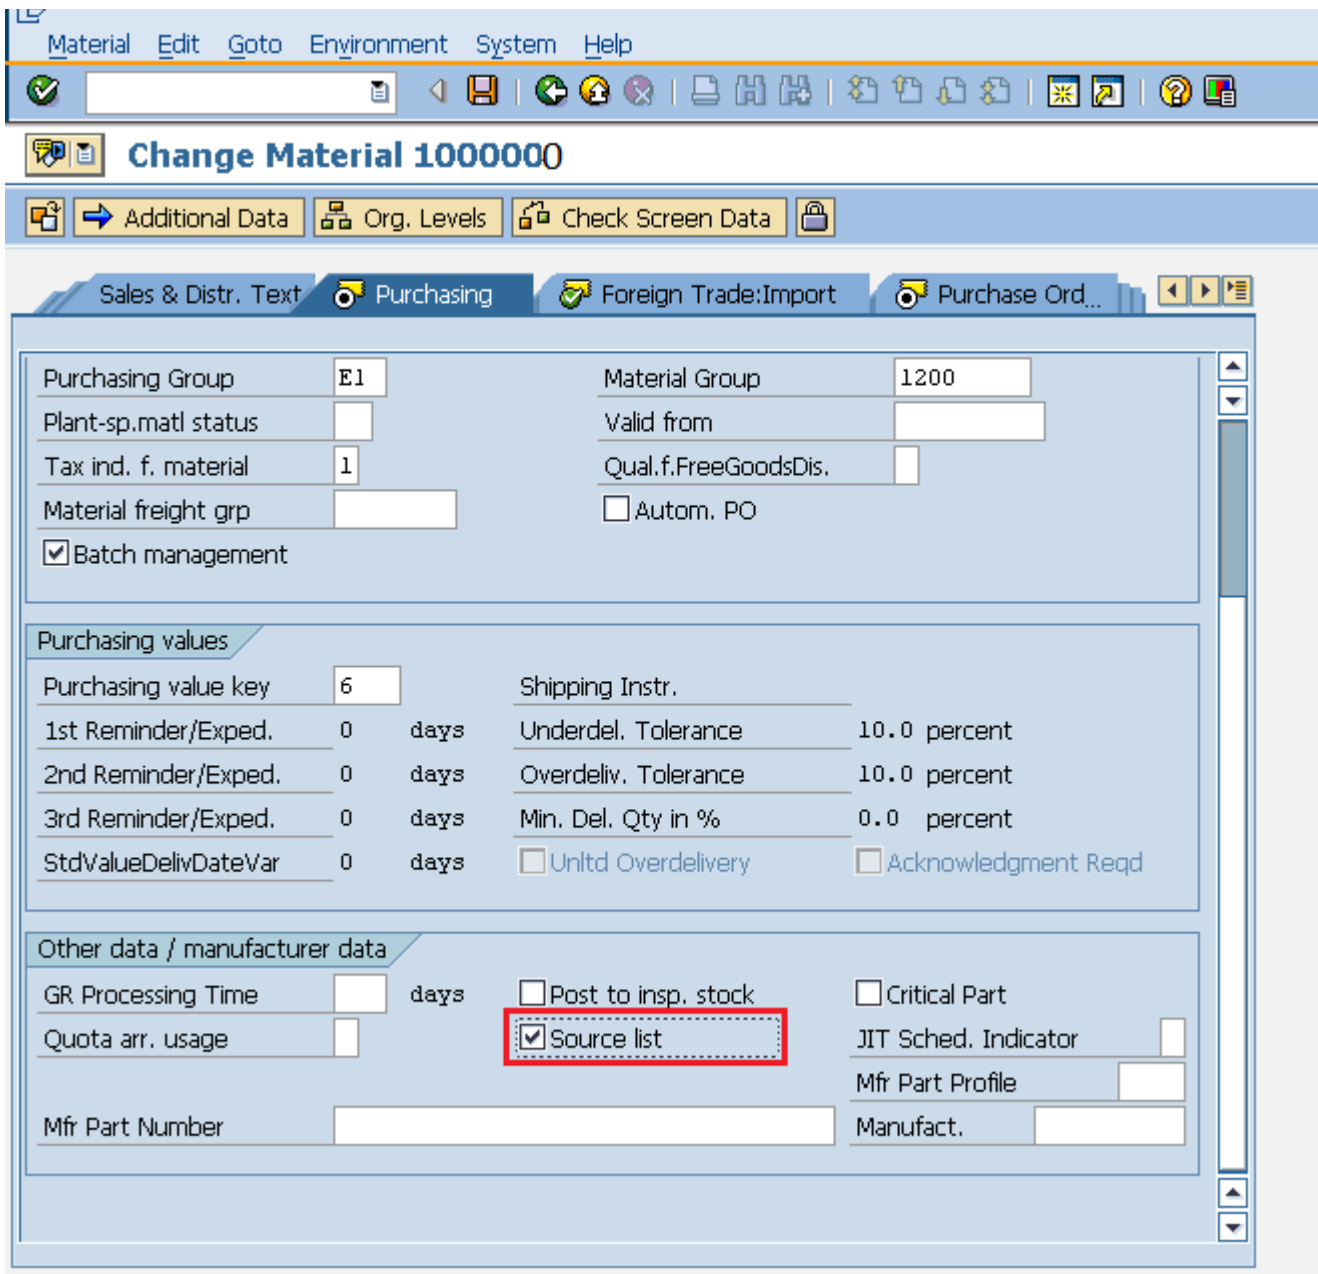 Material Edit Goto Environment System Help
Change Material 10000000
Additional Data Org. Levels Check Screen Data
Sales & Distr. Text Purchasing Foreign Trade:Import Purchase Ord...
Purchasing Group E1 Material Group 1200
Plant-sp.matl status Valid from
Tax ind. f. material 1 Qual.f.FreeGoodsDis.
Material freight grp Autom. PO
Batch management
Purchasing values
Purchasing value key 6 Shipping Instr.
1st Reminder/Exped. 0 days Underdel. Tolerance 10.0 percent
2nd Reminder/Exped. 0 days Overdeliv. Tolerance 10.0 percent
3rd Reminder/Exped. 0 days Min. Del. Qty in % 0.0 percent
StdValueDelivDateVar 0 days Unltd Overdelivery Acknowledgment Reqd
Other data / manufacturer data
GR Processing Time days Post to insp. stock Critical Part
Quota arr. usage Source list JIT Sched. Indicator
Mfr Part Profile
Mfr Part Number Manufact.